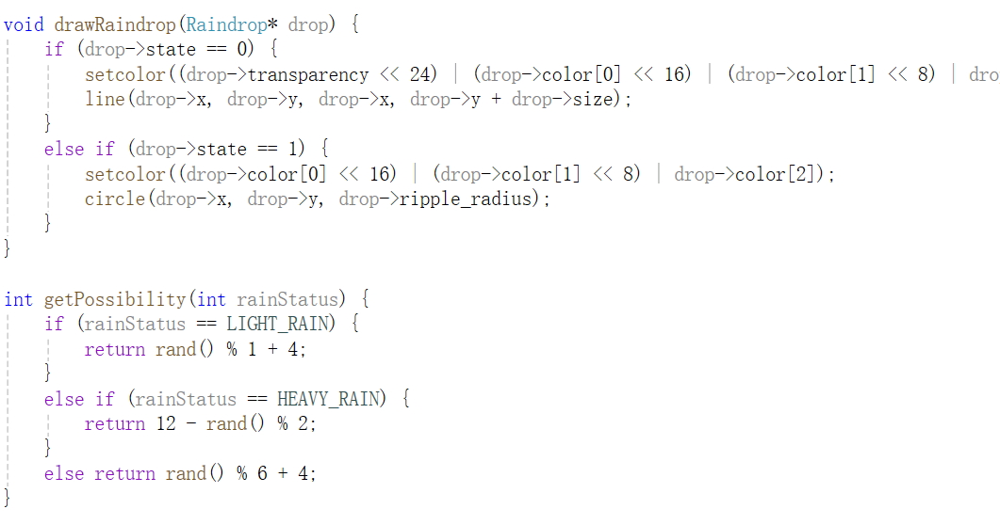 void drawRaindrop(Raindrop* drop) {
    if (drop->state == 0) {
        setcolor((drop->transparency << 24) | (drop->color[0] << 16) | (drop->color[1] << 8) | dro
        line(drop->x, drop->y, drop->x, drop->y + drop->size);
    }
    else if (drop->state == 1) {
        setcolor((drop->color[0] << 16) | (drop->color[1] << 8) | drop->color[2]);
        circle(drop->x, drop->y, drop->ripple_radius);
    }
}

int getPossibility(int rainStatus) {
    if (rainStatus == LIGHT_RAIN) {
        return rand() % 1 + 4;
    }
    else if (rainStatus == HEAVY_RAIN) {
        return 12 - rand() % 2;
    }
    else return rand() % 6 + 4;
}